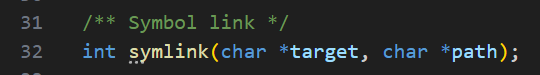 31 /** Symbol link */
32 int symlink(char *target, char *path);